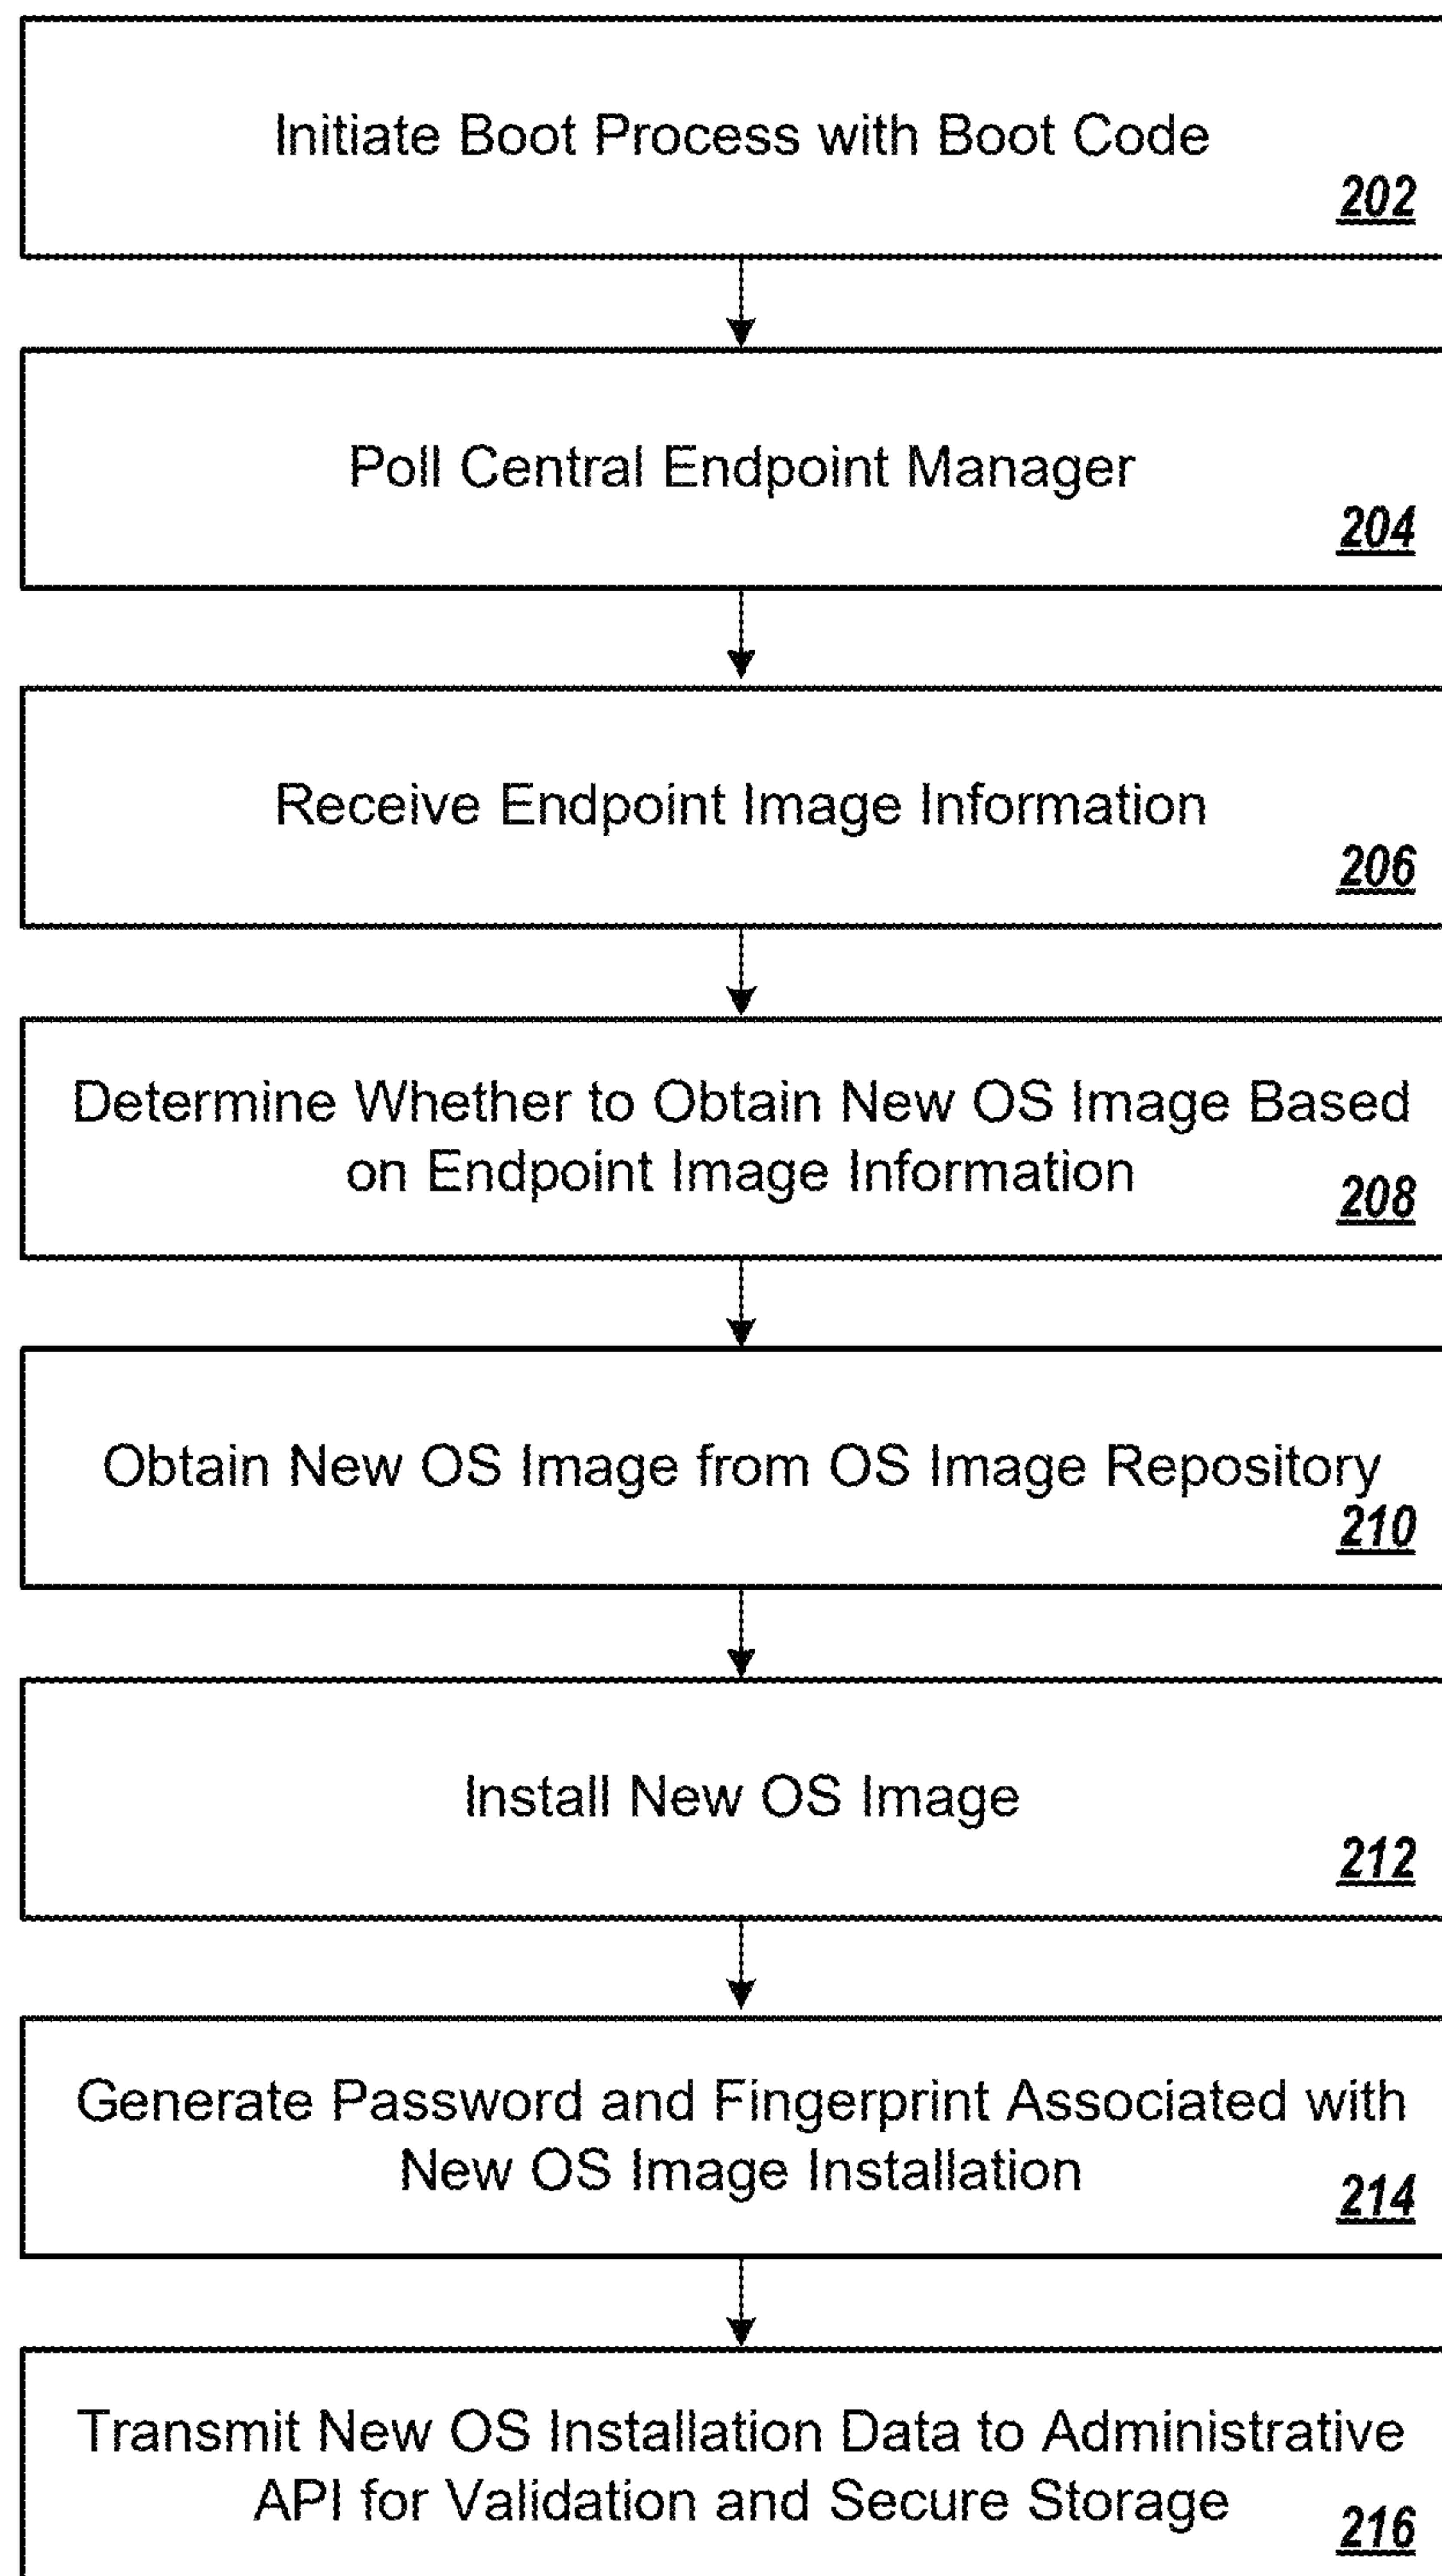 Initiate Boot Process with Boot Code
202
Poll Central Endpoint Manager
204
Receive Endpoint Image Information
206
Determine Whether to Obtain New OS Image Based
on Endpoint Image Information
208
Obtain New OS Image from OS Image Repository
210
Install New OS Image
212
Generate Password and Fingerprint Associated with
New OS Image Installation
214
Transmit New OS Installation Data to Administrative
API for Validation and Secure Storage
216